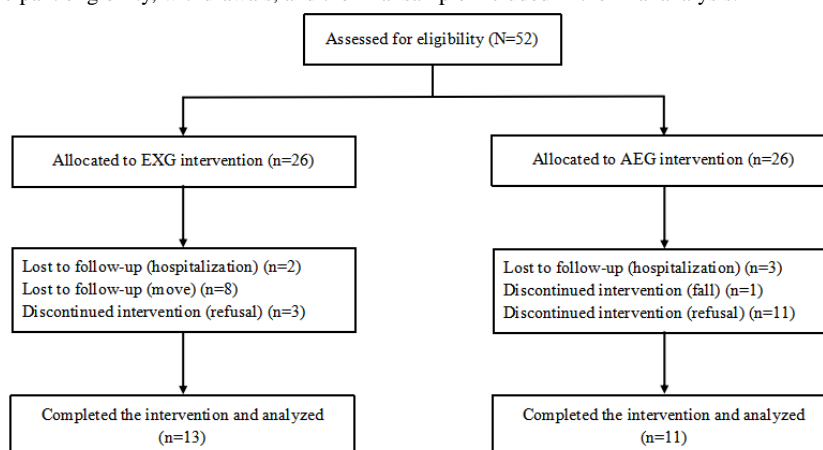 Assessed for eligibility (N=52)
Allocated to EXG intervention (n=26)
Allocated to AEG intervention (n=26)
Lost to follow-up (hospitalization) (n=2)
Lost to follow-up (move) (n=8)
Discontinued intervention (refusal) (n=3)
Lost to follow-up (hospitalization) (n=3)
Discontinued intervention (fall) (n=1)
Discontinued intervention (refusal) (n=11)
Completed the intervention and analyzed
(n=13)
Completed the intervention and analyzed
(n=11)